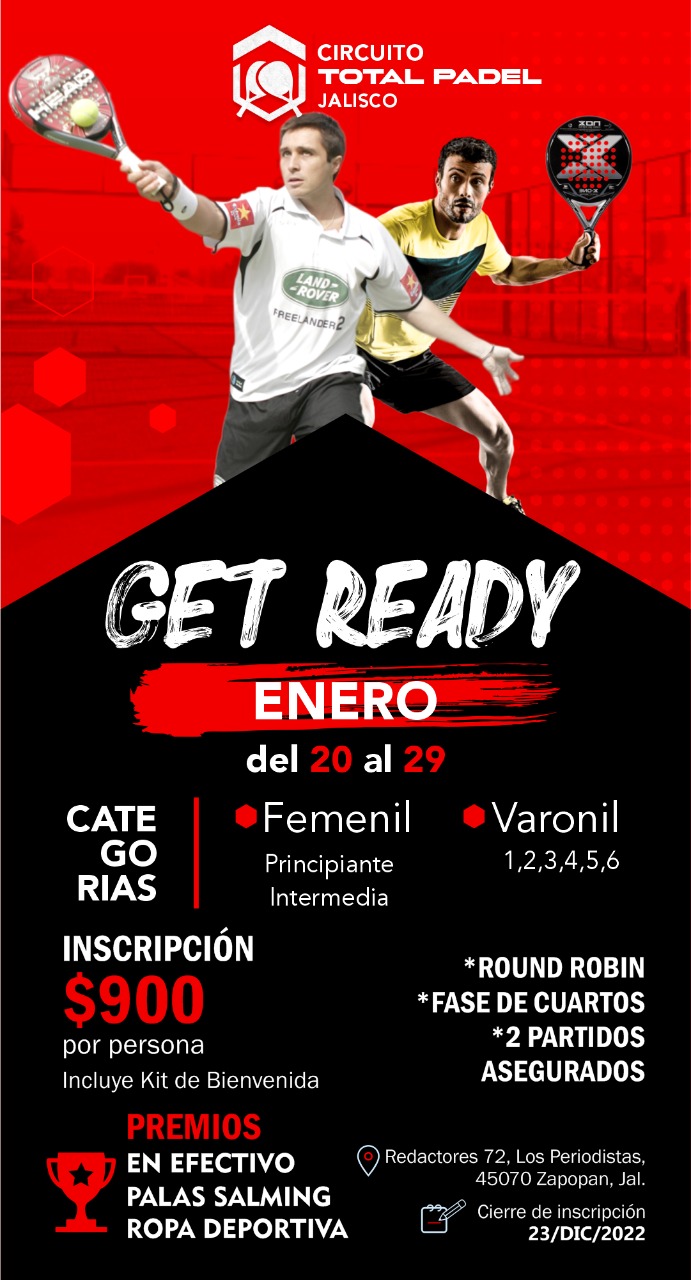 CIRCUITO
TOTAL PADEL
JALISCO
HEAD
XON
LAND-
-ROVER
FREELANDER2
GET READY
ENERO
del 20 al 29
CATE
GO
RIAS
Femenil
Principiante
Intermedia
Varonil
1,2,3,4,5,6
INSCRIPCIÓN
$900
por persona
Incluye Kit de Bienvenida
*ROUND ROBIN
*FASE DE CUARTOS
*2 PARTIDOS
ASEGURADOS
PREMIOS
EN EFECTIVO
PALAS SALMING
ROPA DEPORTIVA
Redactores 72, Los Periodistas,
45070 Zapopan, Jal.
Cierre de inscripción
23/DIC/2022